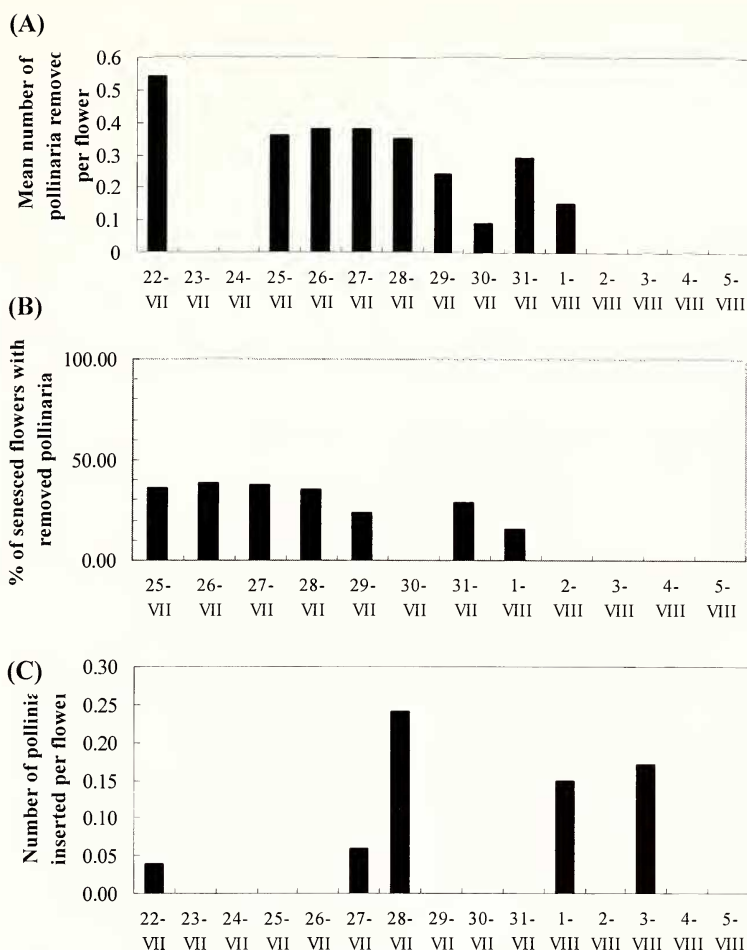 (A)
Mean number of
pollinaria removed
per flower
0.6
0.5
0.4
0.3
0.2
0.1
0
22- 23- 24- 25- 26- 27- 28- 29- 30- 31- 1- 2- 3- 4- 5-
VII VII VII VII VII VII VII VII VII VII VIII VIII VIII VIII VIII
(B)
% of senesced flowers with
removed pollinaria
100.00
50.00
0.00
25- 26- 27- 28- 29- 30- 31- 1- 2- 3- 4- 5-
VII VII VII VII VII VII VII VIII VIII VIII VIII VIII
(C)
Number of pollinia
inserted per flower
0.30
0.25
0.20
0.15
0.10
0.05
0.00
22- 23- 24- 25- 26- 27- 28- 29- 30- 31- 1- 2- 3- 4- 5-
VII VII VII VII VII VII VII VII VII VII VIII VIII VIII VIII VIII